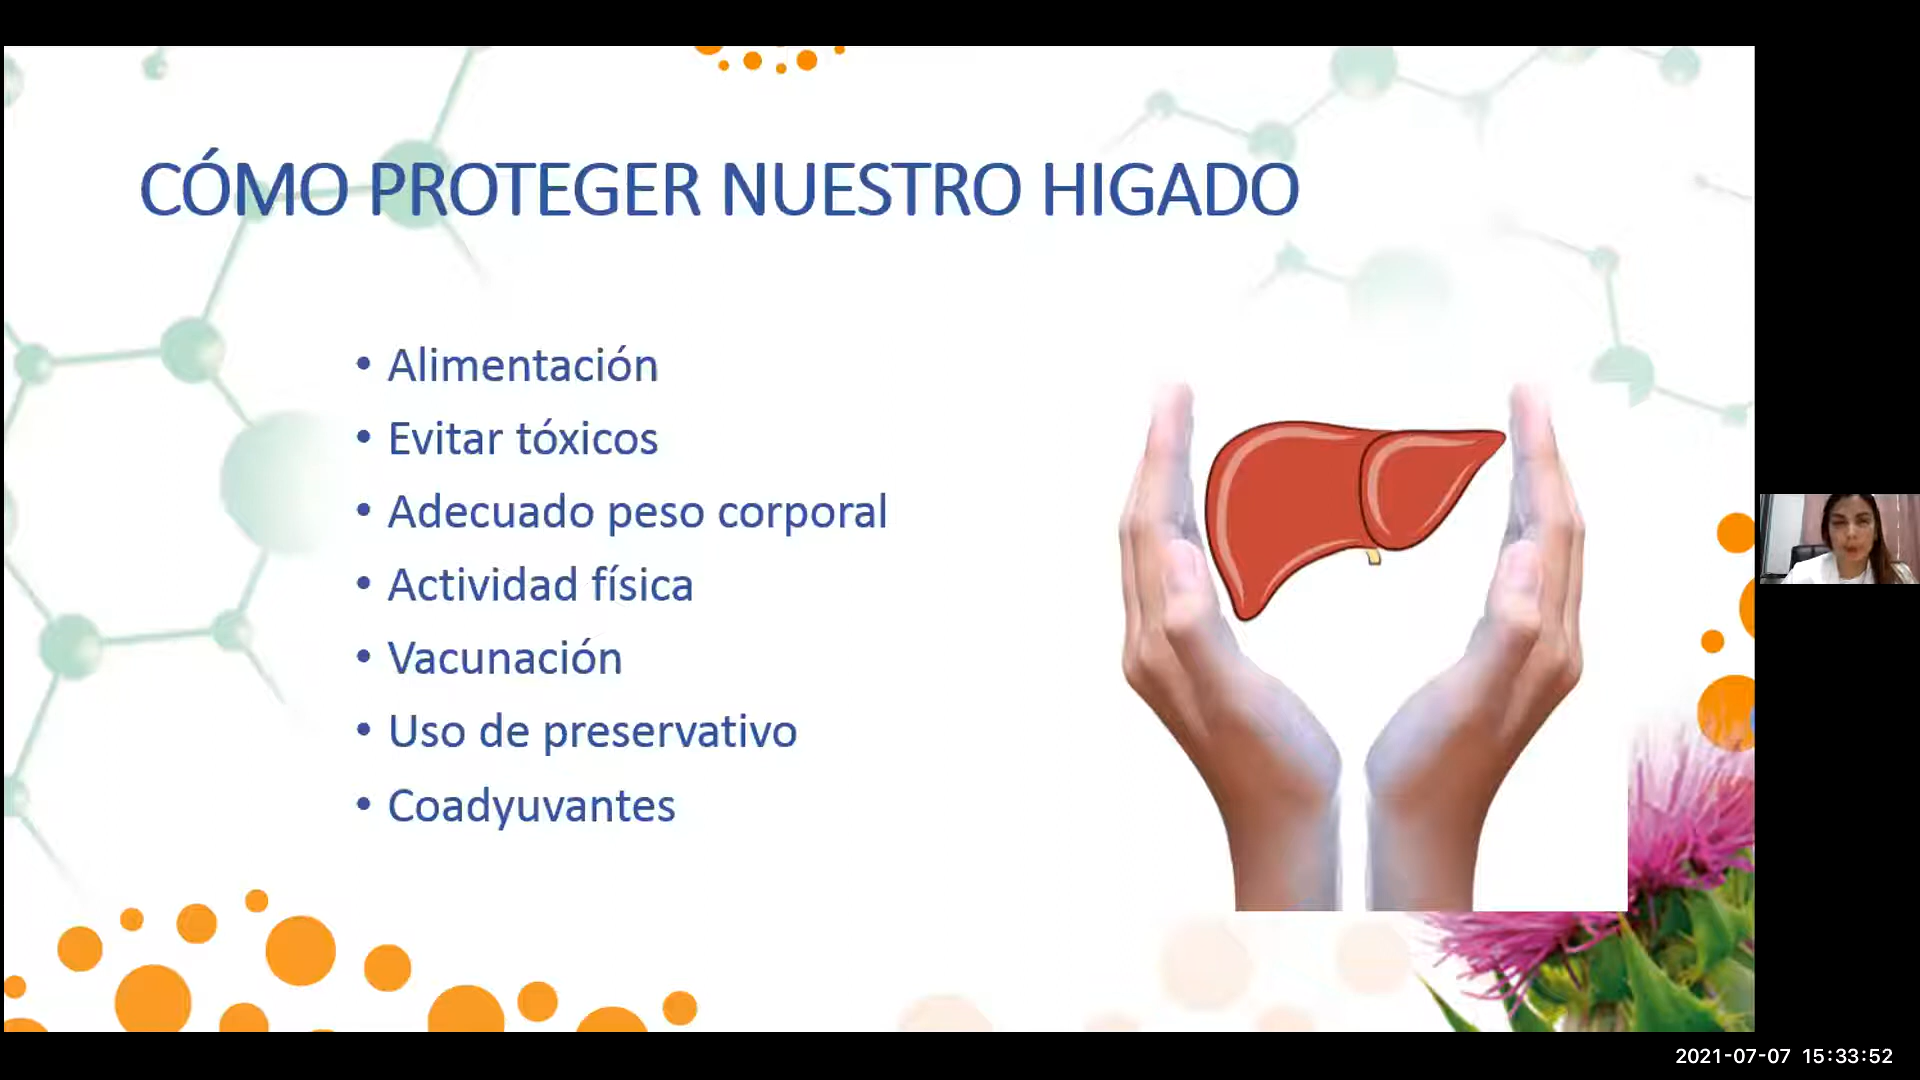 CÓMO PROTEGER NUESTRO HIGADO
• Alimentación
• Evitar tóxicos
• Adecuado peso corporal
• Actividad física
• Vacunación
• Uso de preservativo
• Coadyuvantes
2021-07-07 15:33:52